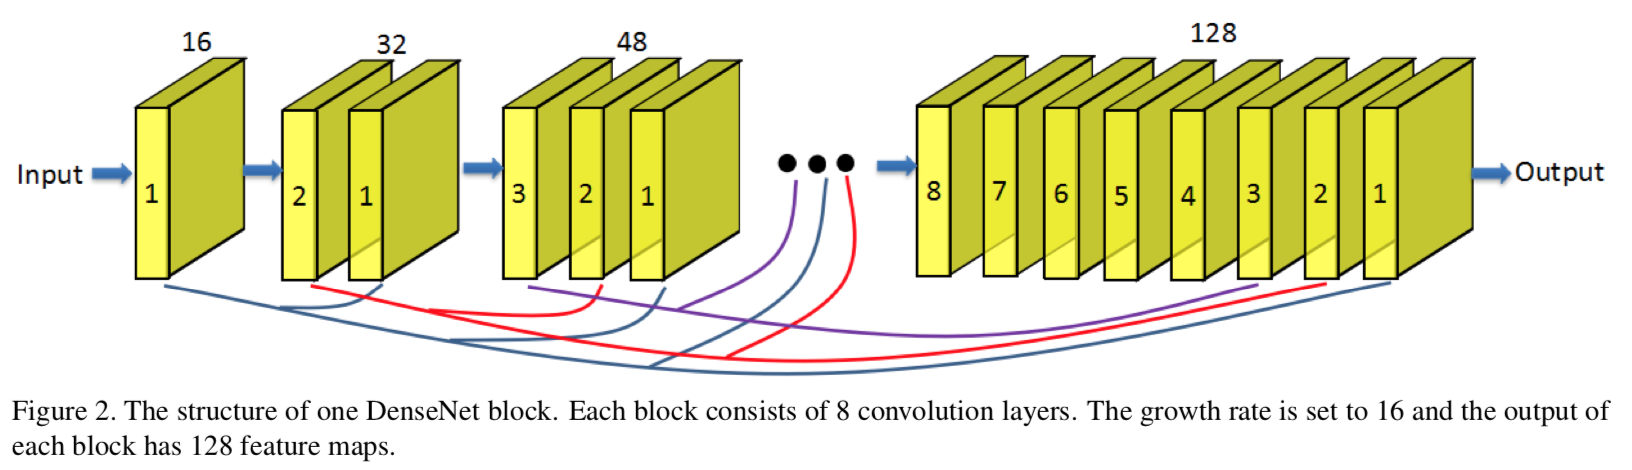 16 32 48 128
Input 1 2 1 3 2 1 8 7 6 5 4 3 2 1 Output
Figure 2. The structure of one DenseNet block. Each block consists of 8 convolution layers. The growth rate is set to 16 and the output of
each block has 128 feature maps.